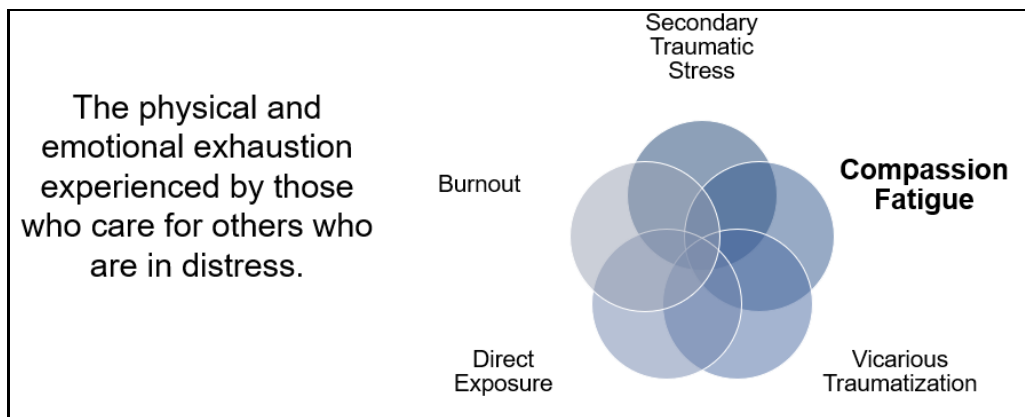 The physical and
emotional exhaustion
experienced by those
who care for others who
are in distress.
Secondary
Traumatic
Stress
Burnout
Compassion
Fatigue
Direct
Exposure
Vicarious
Traumatization